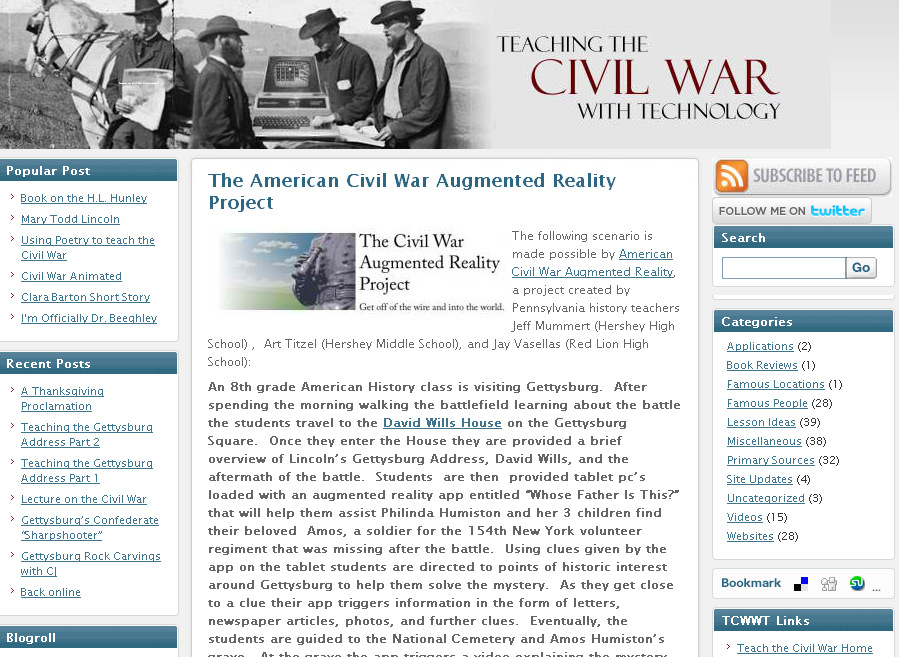 TEACHING THE
CIVIL WAR
WITH TECHNOLOGY
Popular Post
Book on the H.L. Hunley
Mary Todd Lincoln
Using Poetry to teach the
Civil War
Civil War Animated
Clara Barton Short Story
I'm Officially Dr. Beeghley
Recent Posts
A Thanksgiving
Proclamation
Teaching the Gettysburg
Address Part 2
Teaching the Gettysburg
Address Part 1
Lecture on the Civil War
Gettysburg's Confederate
“Sharpshooter”
Gettysburg Rock Carvings
with CJ
Back online
Blogroll
The American Civil War Augmented Reality
Project
The Civil War
Augmented Reality
Project
Get off of the wire and into the world.
The following scenario is
made possible by American
Civil War Augmented Reality,
a project created by
Pennsylvania history teachers
Jeff Mummert (Hershey High
School) , Art Titzel (Hershey Middle School), and Jay Vasellas (Red Lion High
School):
An 8th grade American History class is visiting Gettysburg. After
spending the morning walking the battlefield learning about the battle
the students travel to the David Wills House on the Gettysburg
Square. Once they enter the House they are provided a brief
overview of Lincoln’s Gettysburg Address, David Wills, and the
aftermath of the battle. Students are then provided tablet pc’s
loaded with an augmented reality app entitled “Whose Father Is This?”
that will help them assist Philinda Humiston and her 3 children find
their beloved Amos, a soldier for the 154th New York volunteer
regiment that was missing after the battle. Using clues given by the
app on the tablet students are directed to points of historic interest
around Gettysburg to help them solve the mystery. As they get close
to a clue their app triggers information in the form of letters,
newspaper articles, photos, and further clues. Eventually, the
students are guided to the National Cemetery and Amos Humiston’s
grave. At the grave the app triggers a video explaining the mystery
SUBSCRIBE TO FEED
FOLLOW ME ON twitter
Search
Go
Categories
Applications (2)
Book Reviews (1)
Famous Locations (1)
Famous People (28)
Lesson Ideas (39)
Miscellaneous (38)
Primary Sources (32)
Site Updates (4)
Uncategorized (3)
Videos (15)
Websites (28)
Bookmark ...
TCWWT Links
Teach the Civil War Home